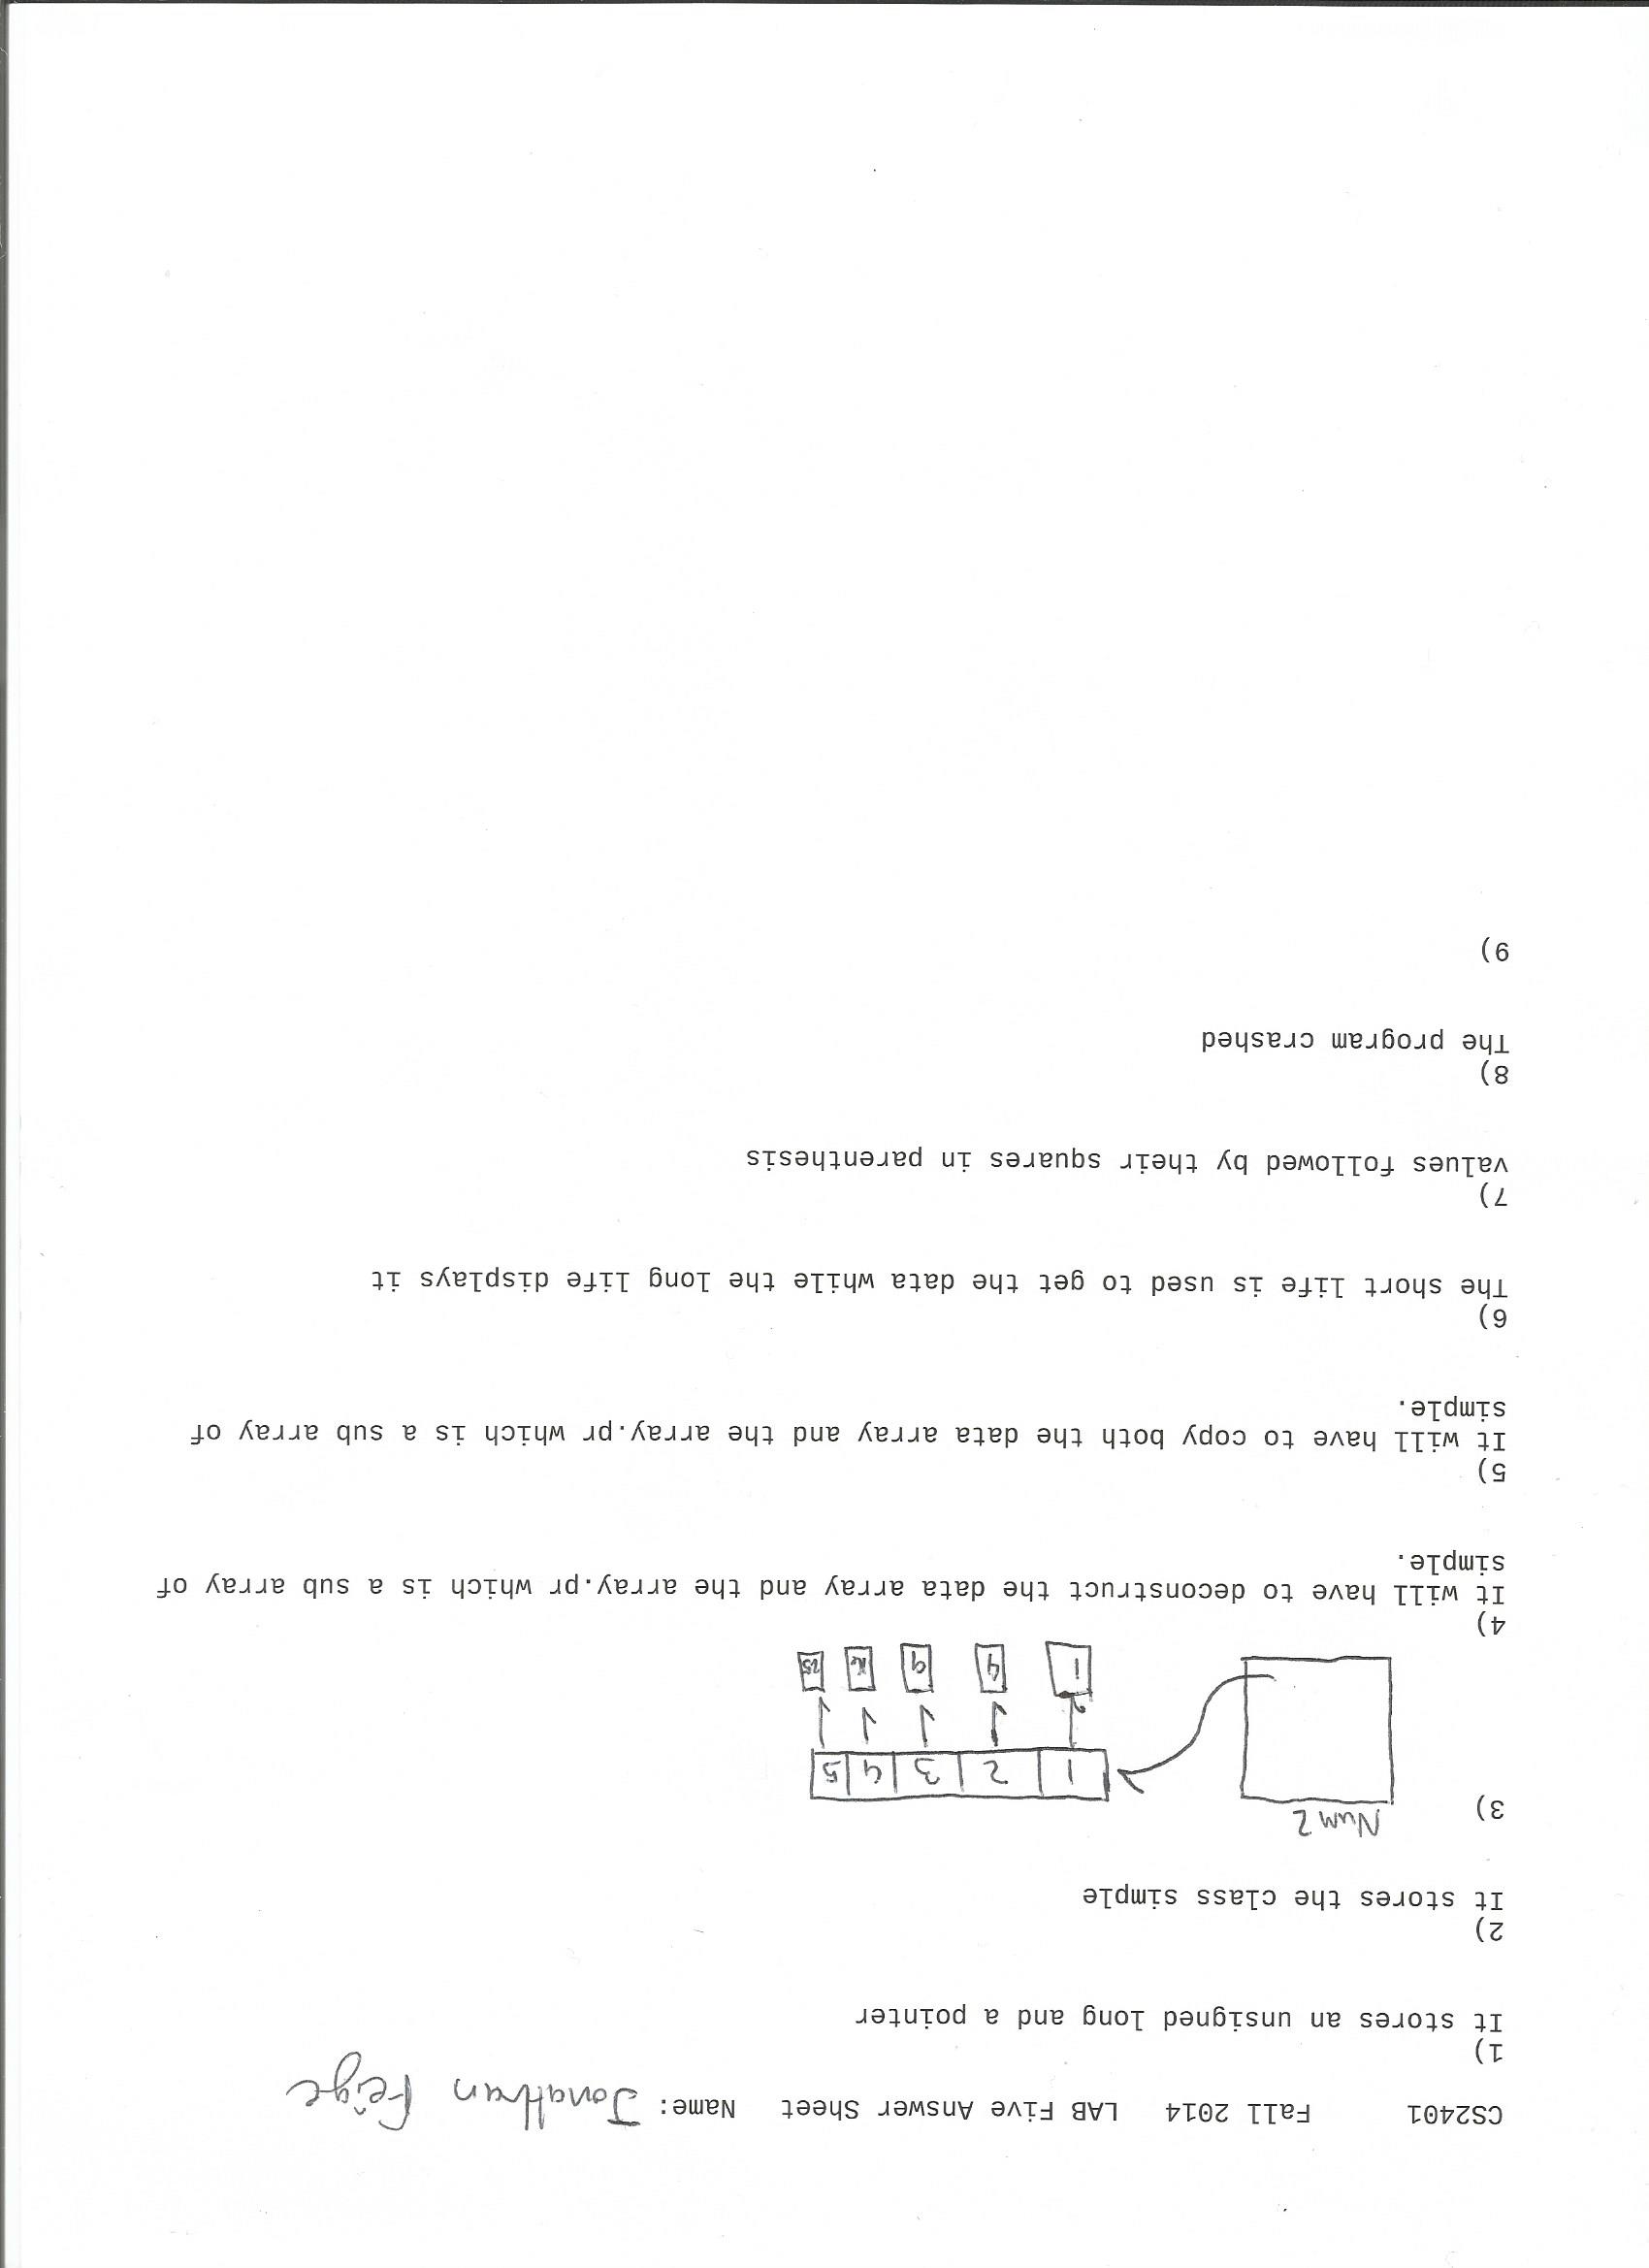 CS2401 Fall 2014 LAB Five Answer Sheet Name: Jonathan Feige
1)
It stores an unsigned long and a pointer
2)
It stores the class simple
3)
Num2
1 2 3 4 5
1 4 9 16 25
4)
It will have to deconstruct the data array and the array.pr which is a sub array of
simple.
5)
It will have to copy both the data array and the array.pr which is a sub array of
simple.
6)
The short life is used to get the data while the long life displays it
7)
values followed by their squares in parenthesis
8)
The program crashed
9)